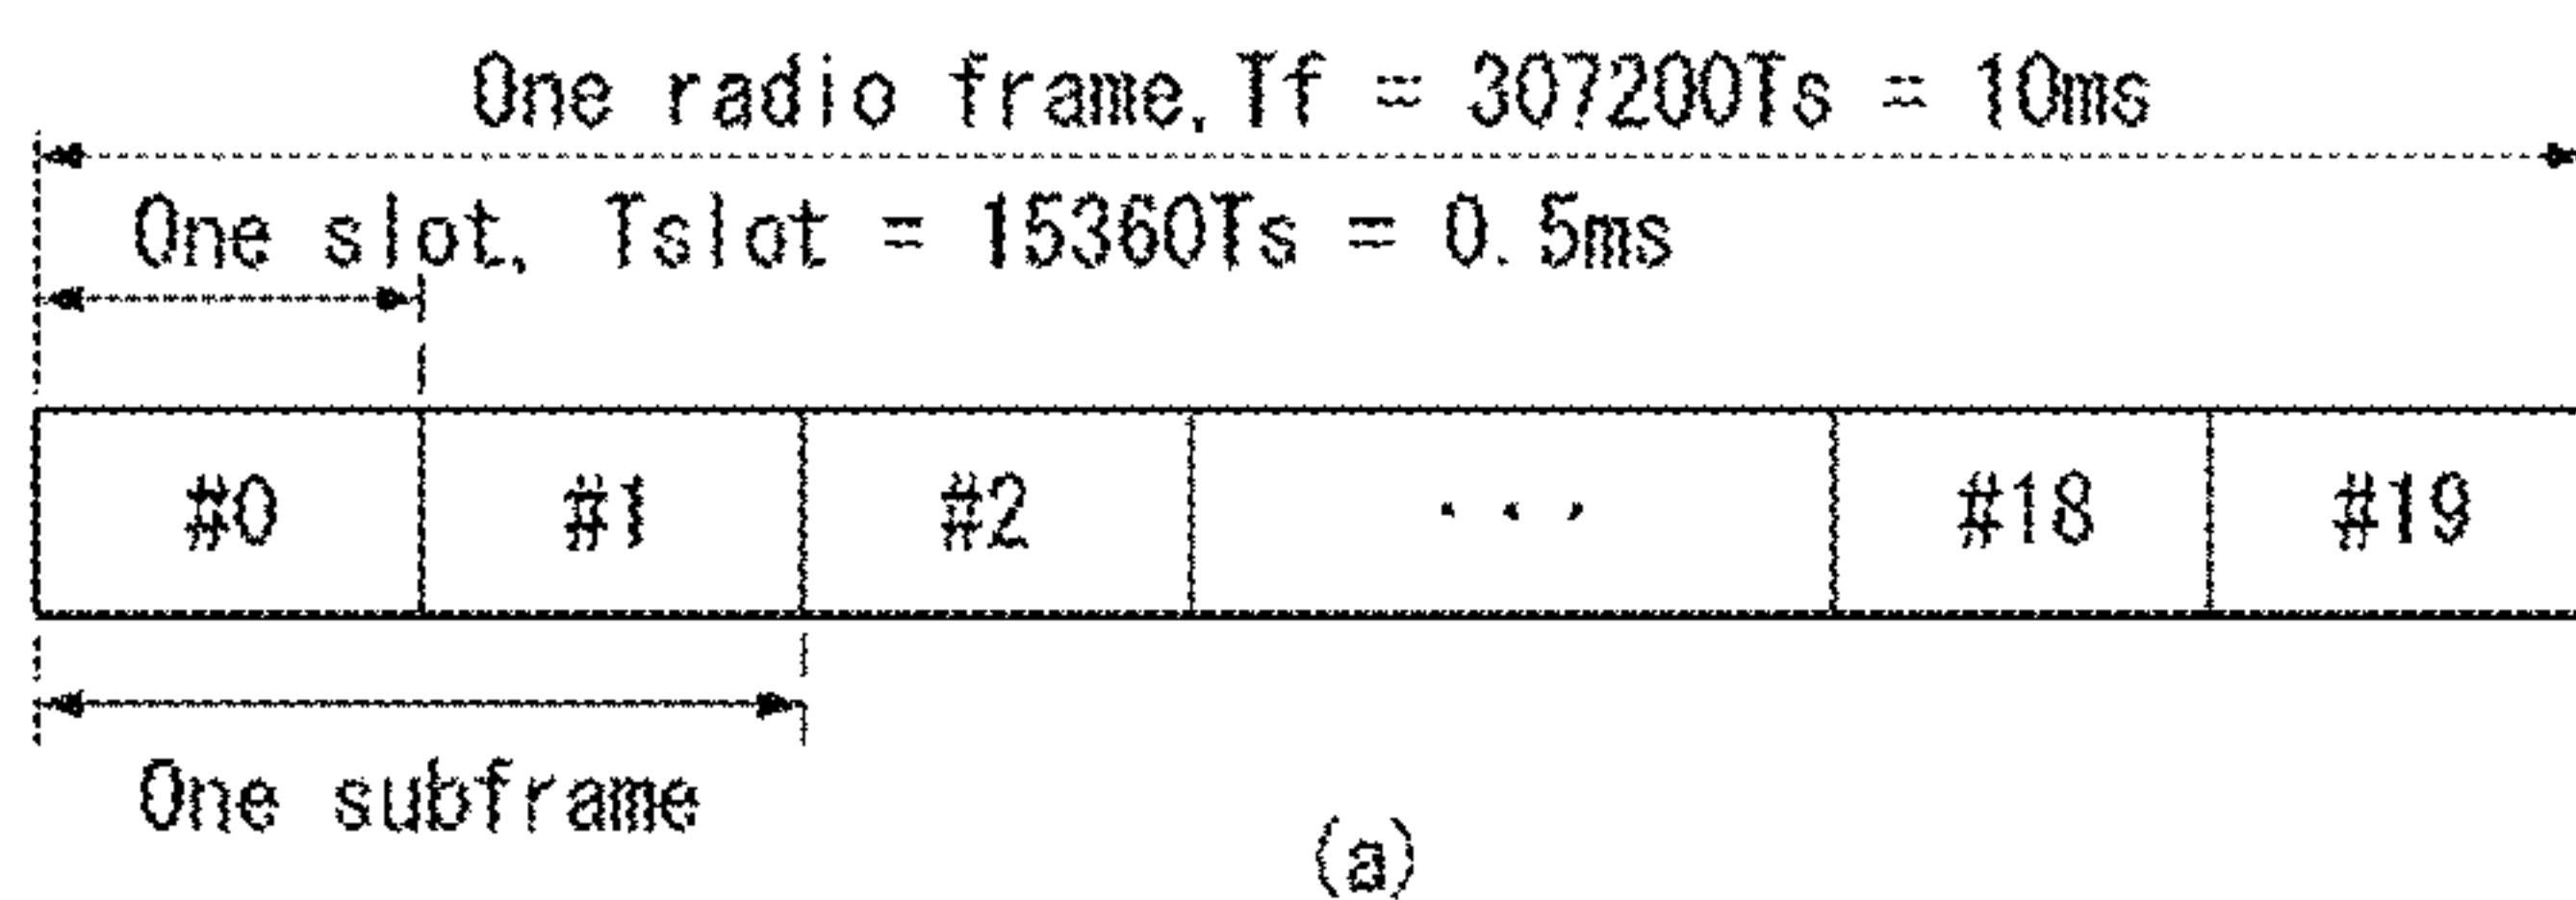 One radio frame, Tf = 307200Ts = 10ms
One slot, Tslot = 15360Ts = 0.5ms
#0 #1 #2 ... #18 #19
One subframe
(a)